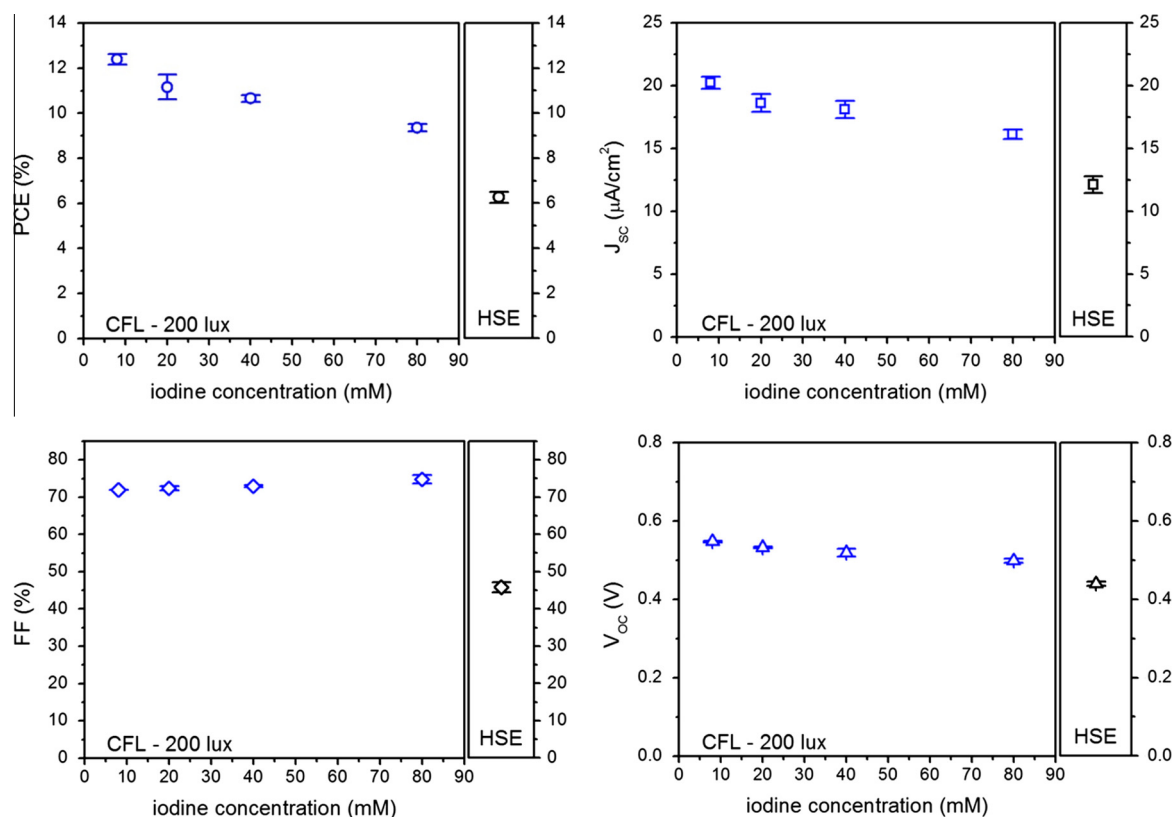 14
12
10
8
6
4
2
0
PCE (%)
CFL - 200 lux
0 10 20 30 40 50 60 70 80 90
iodine concentration (mM)
HSE
14
12
10
8
6
4
2
0
25
20
15
10
5
0
J_SC (μA/cm²)
CFL - 200 lux
0 10 20 30 40 50 60 70 80 90
iodine concentration (mM)
HSE
25
20
15
10
5
0
80
70
60
50
40
30
20
10
0
FF (%)
CFL - 200 lux
0 10 20 30 40 50 60 70 80 90
iodine concentration (mM)
HSE
80
70
60
50
40
30
20
10
0
0.8
0.6
0.4
0.2
0.0
V_OC (V)
CFL - 200 lux
0 10 20 30 40 50 60 70 80 90
iodine concentration (mM)
HSE
0.8
0.6
0.4
0.2
0.0